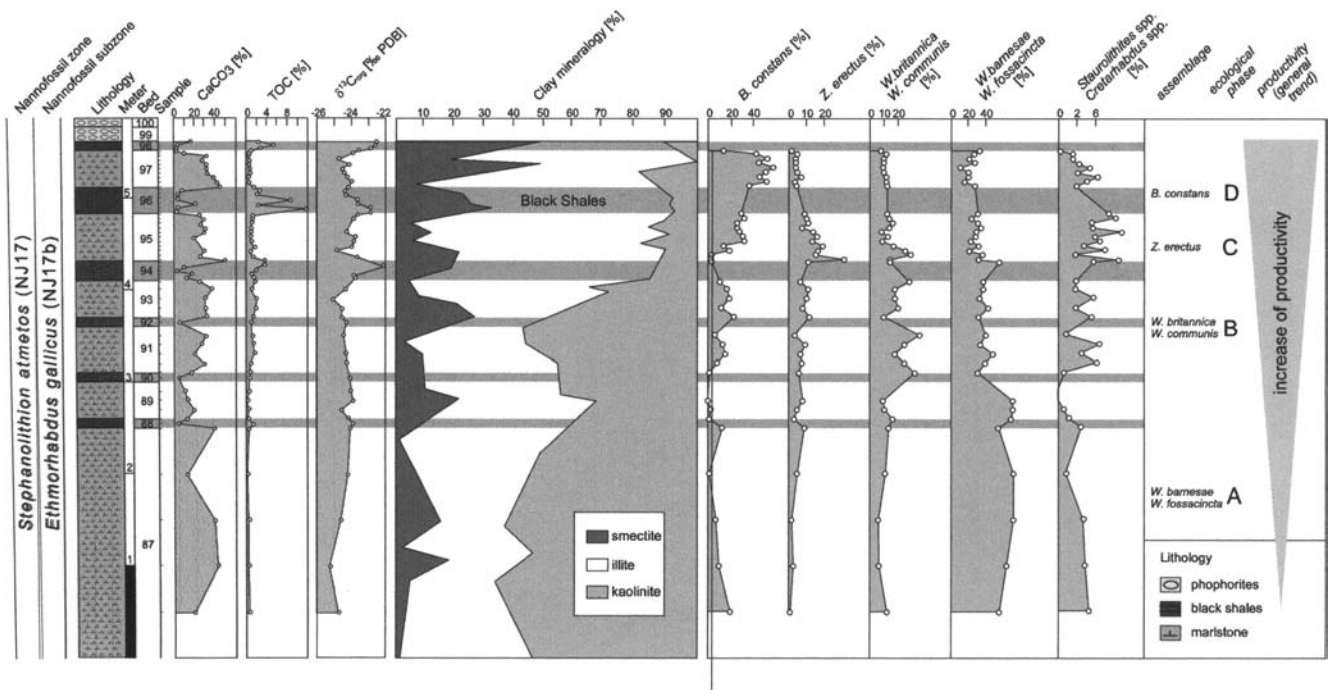 Nannofossil zone
Nannofossil subzone
Lithology
Meter
Bed
Sample
CaCO3 [%]
TOC [%]
δ13Corg [‰ PDB]
Clay mineralogy [%]
B. constans [%]
Z. erectus [%]
W.britannica
W. communis
[%]
W.barnesae
W. fossacincta
[%]
Staurolithites spp.
Cretarhabdus spp.
[%]
assemblage
ecological
phase
productivity
(general
trend)
0 20 40
0 4 8
-26 -24 -22
10 20 30 40 50 60 70 80 90
0 20 40
0 10 20
0 10 20
0 20 40
0 2 6
Stephanolithion atmetos (NJ17)
Ethmorhabdus gallicus (NJ17b)
100
99
98
97
5
96
95
94
4
93
92
91
3
90
89
88
2
87
1
Black Shales
smectite
illite
kaolinite
B. constans D
Z. erectus C
W. britannica
W. communis B
W. barnesae
W. fossacincta A
increase of productivity
Lithology
phophorites
black shales
marlstone